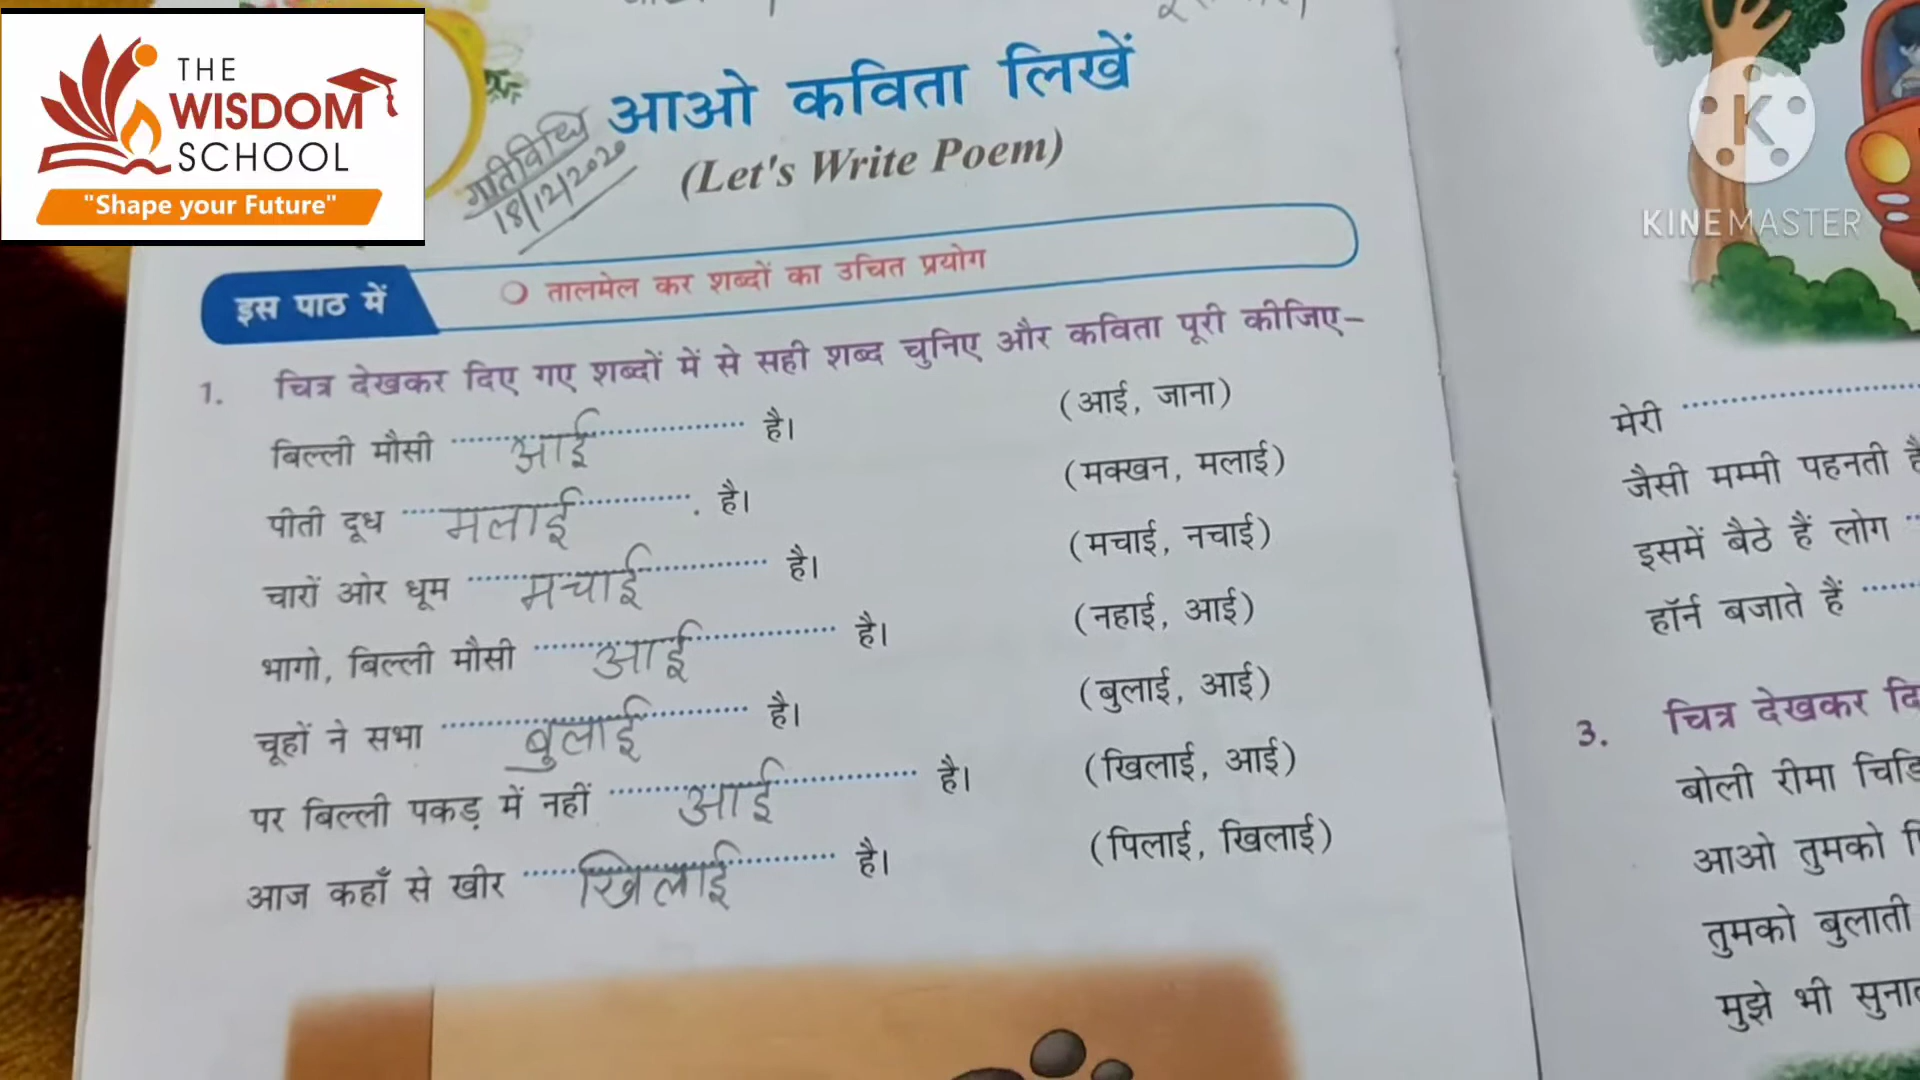 THE
WISDOM
SCHOOL
"Shape your Future"
KINEMASTER
गतिविधि
18/12/2020
आओ कविता लिखें
(Let's Write Poem)
इस पाठ में
तालमेल कर शब्दों का उचित प्रयोग
1. चित्र देखकर दिए गए शब्दों में से सही शब्द चुनिए और कविता पूरी कीजिए–
बिल्ली मौसी आई है। (आई, जाना)
पीती दूध मलाई है। (मक्खन, मलाई)
चारों ओर धूम मचाई है। (मचाई, नचाई)
भागो, बिल्ली मौसी आई है। (नहाई, आई)
चूहों ने सभा बुलाई है। (बुलाई, आई)
पर बिल्ली पकड़ में नहीं आई है। (खिलाई, आई)
आज कहाँ से खीर खिलाई है। (पिलाई, खिलाई)
मेरी
जैसी मम्मी पहनती
इसमें बैठे हैं लोग
हॉर्न बजाते हैं
3. चित्र देखकर
बोली रीमा
आओ तुमको
तुमको बुलाती
मुझे भी